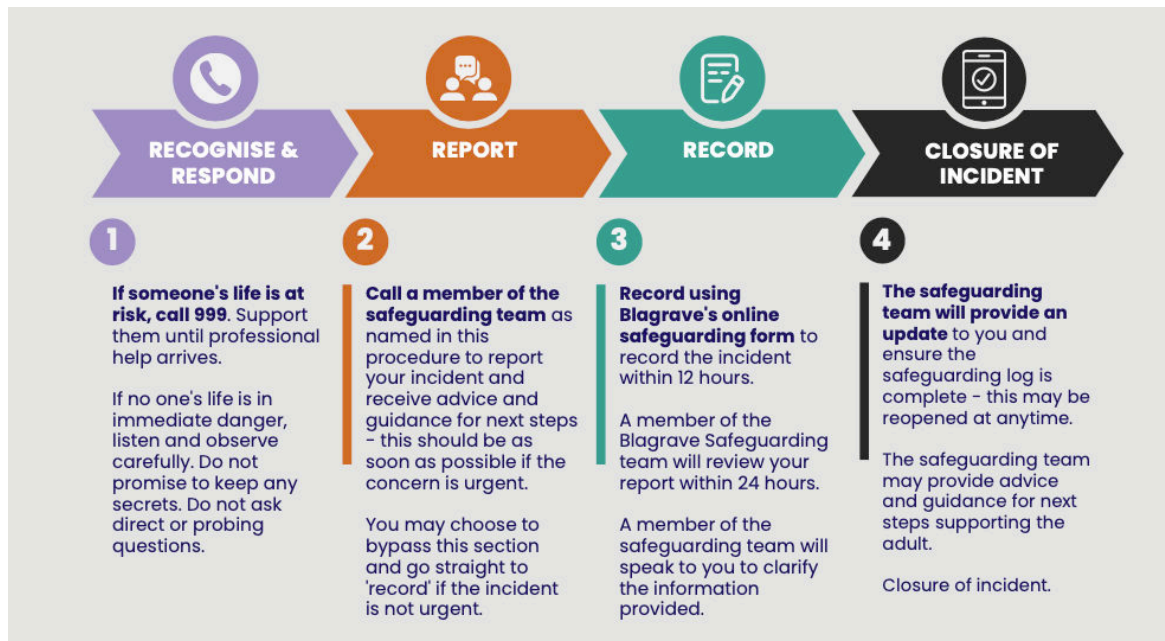 RECOGNISE &
RESPOND
REPORT
RECORD
CLOSURE OF
INCIDENT
1
If someone's life is at
risk, call 999. Support
them until professional
help arrives.
If no one's life is in
immediate danger,
listen and observe
carefully. Do not
promise to keep any
secrets. Do not ask
direct or probing
questions.
2
Call a member of the
safeguarding team as
named in this
procedure to report
your incident and
receive advice and
guidance for next steps
- this should be as
soon as possible if the
concern is urgent.
You may choose to
bypass this section
and go straight to
'record' if the incident
is not urgent.
3
Record using
Blagrave's online
safeguarding form to
record the incident
within 12 hours.
A member of the
Blagrave Safeguarding
team will review your
report within 24 hours.
A member of the
safeguarding team will
speak to you to clarify
the information
provided.
4
The safeguarding
team will provide an
update to you and
ensure the
safeguarding log is
complete - this may be
reopened at anytime.
The safeguarding team
may provide advice
and guidance for next
steps supporting the
adult.
Closure of incident.